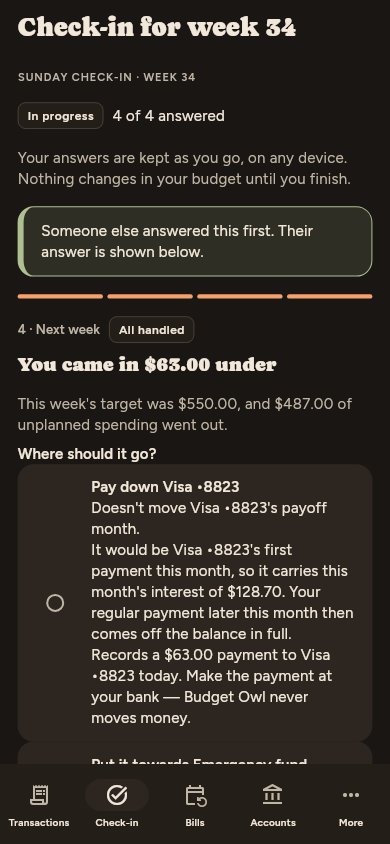 Check-in for week 34
SUNDAY CHECK-IN · WEEK 34
In progress 4 of 4 answered
Your answers are kept as you go, on any device.
Nothing changes in your budget until you finish.
Someone else answered this first. Their
answer is shown below.
4 · Next week All handled
You came in $63.00 under
This week's target was $550.00, and $487.00 of
unplanned spending went out.
Where should it go?
Pay down Visa •8823
Doesn't move Visa •8823's payoff
month.
It would be Visa •8823's first
payment this month, so it carries this
month's interest of $128.70. Your
regular payment later this month then
comes off the balance in full.
Records a $63.00 payment to Visa
•8823 today. Make the payment at
your bank — Budget Owl never
moves money.
Put it towards Emergency fund
Transactions Check-in Bills Accounts More